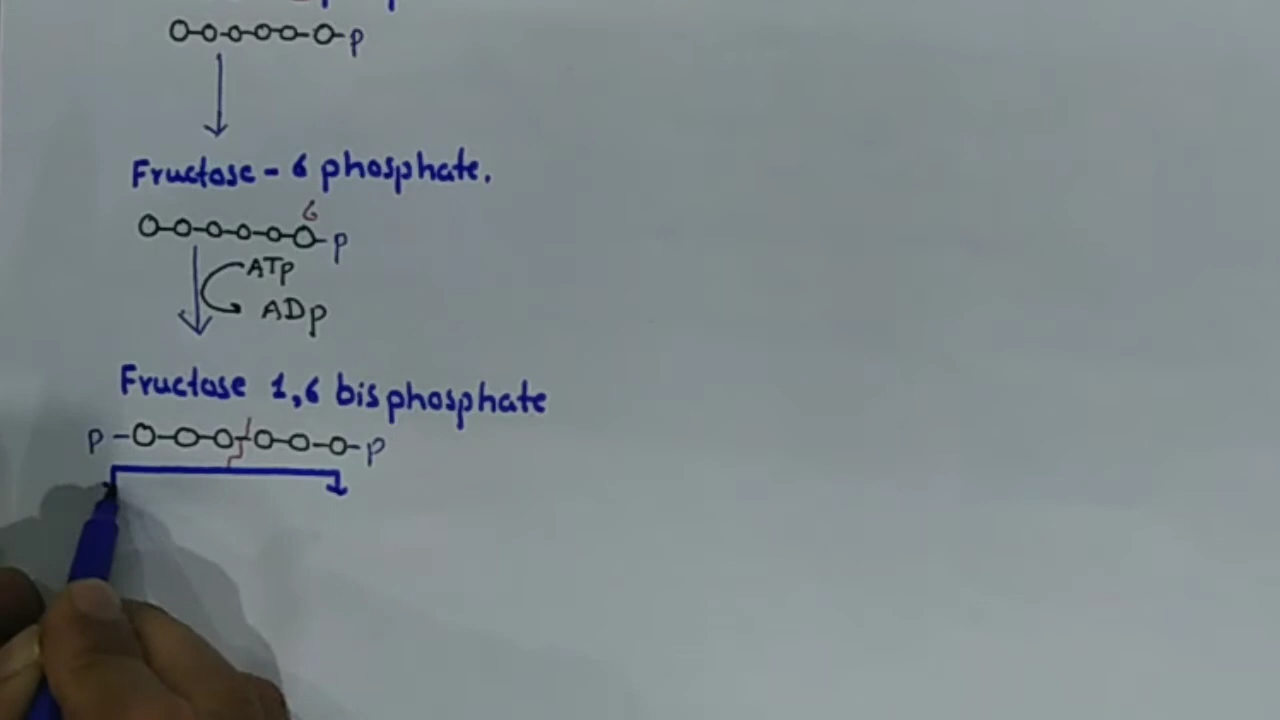 P
Fructose - 6 phosphate.
6
P
ATP
ADP
Fructose 1,6 bisphosphate
P P